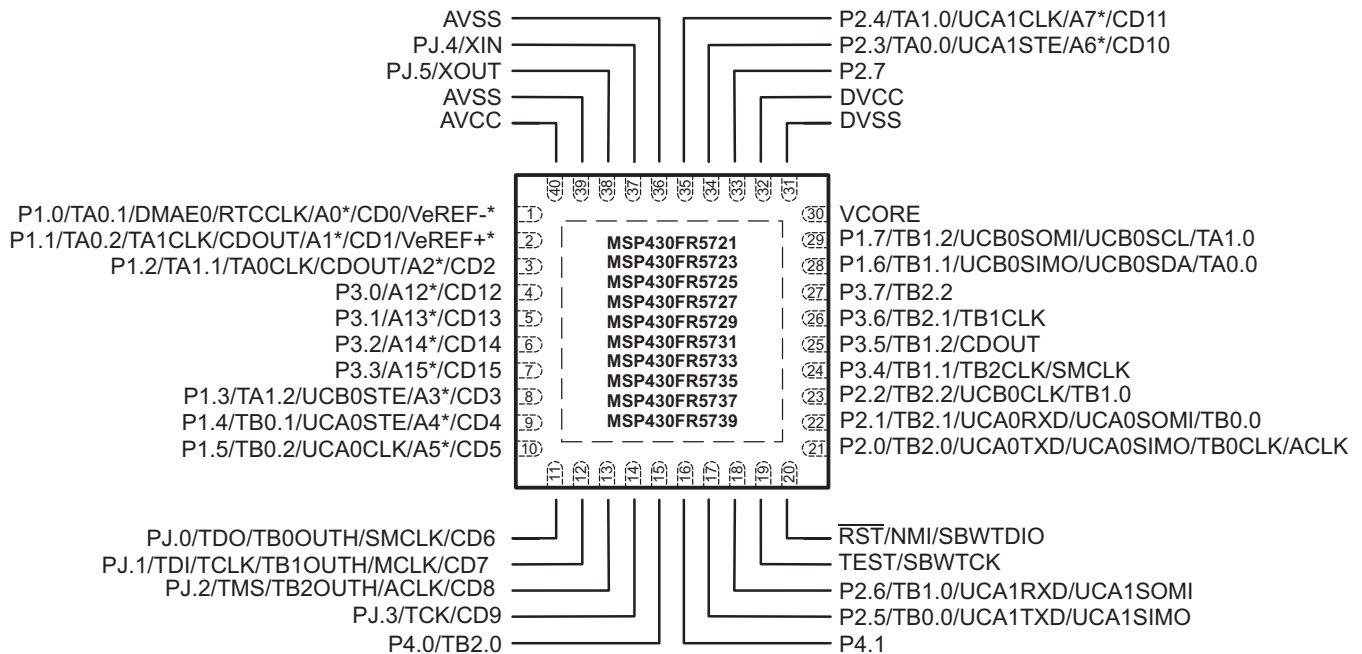 AVSS
PJ.4/XIN
PJ.5/XOUT
AVSS
AVCC
P2.4/TA1.0/UCA1CLK/A7*/CD11
P2.3/TA0.0/UCA1STE/A6*/CD10
P2.7
DVCC
DVSS
40 39 38 37 36 35 34 33 32 31
P1.0/TA0.1/DMAE0/RTCCLK/A0*/CD0/VeREF-* 1
P1.1/TA0.2/TA1CLK/CDOUT/A1*/CD1/VeREF+* 2
P1.2/TA1.1/TA0CLK/CDOUT/A2*/CD2 3
P3.0/A12*/CD12 4
P3.1/A13*/CD13 5
P3.2/A14*/CD14 6
P3.3/A15*/CD15 7
P1.3/TA1.2/UCB0STE/A3*/CD3 8
P1.4/TB0.1/UCA0STE/A4*/CD4 9
P1.5/TB0.2/UCA0CLK/A5*/CD5 10
MSP430FR5721
MSP430FR5723
MSP430FR5725
MSP430FR5727
MSP430FR5729
MSP430FR5731
MSP430FR5733
MSP430FR5735
MSP430FR5737
MSP430FR5739
30 VCORE
29 P1.7/TB1.2/UCB0SOMI/UCB0SCL/TA1.0
28 P1.6/TB1.1/UCB0SIMO/UCB0SDA/TA0.0
27 P3.7/TB2.2
26 P3.6/TB2.1/TB1CLK
25 P3.5/TB1.2/CDOUT
24 P3.4/TB1.1/TB2CLK/SMCLK
23 P2.2/TB2.2/UCB0CLK/TB1.0
22 P2.1/TB2.1/UCA0RXD/UCA0SOMI/TB0.0
21 P2.0/TB2.0/UCA0TXD/UCA0SIMO/TB0CLK/ACLK
11 12 13 14 15 16 17 18 19 20
PJ.0/TDO/TB0OUTH/SMCLK/CD6
PJ.1/TDI/TCLK/TB1OUTH/MCLK/CD7
PJ.2/TMS/TB2OUTH/ACLK/CD8
PJ.3/TCK/CD9
P4.0/TB2.0
RST/NMI/SBWTDIO
TEST/SBWTCK
P2.6/TB1.0/UCA1RXD/UCA1SOMI
P2.5/TB0.0/UCA1TXD/UCA1SIMO
P4.1